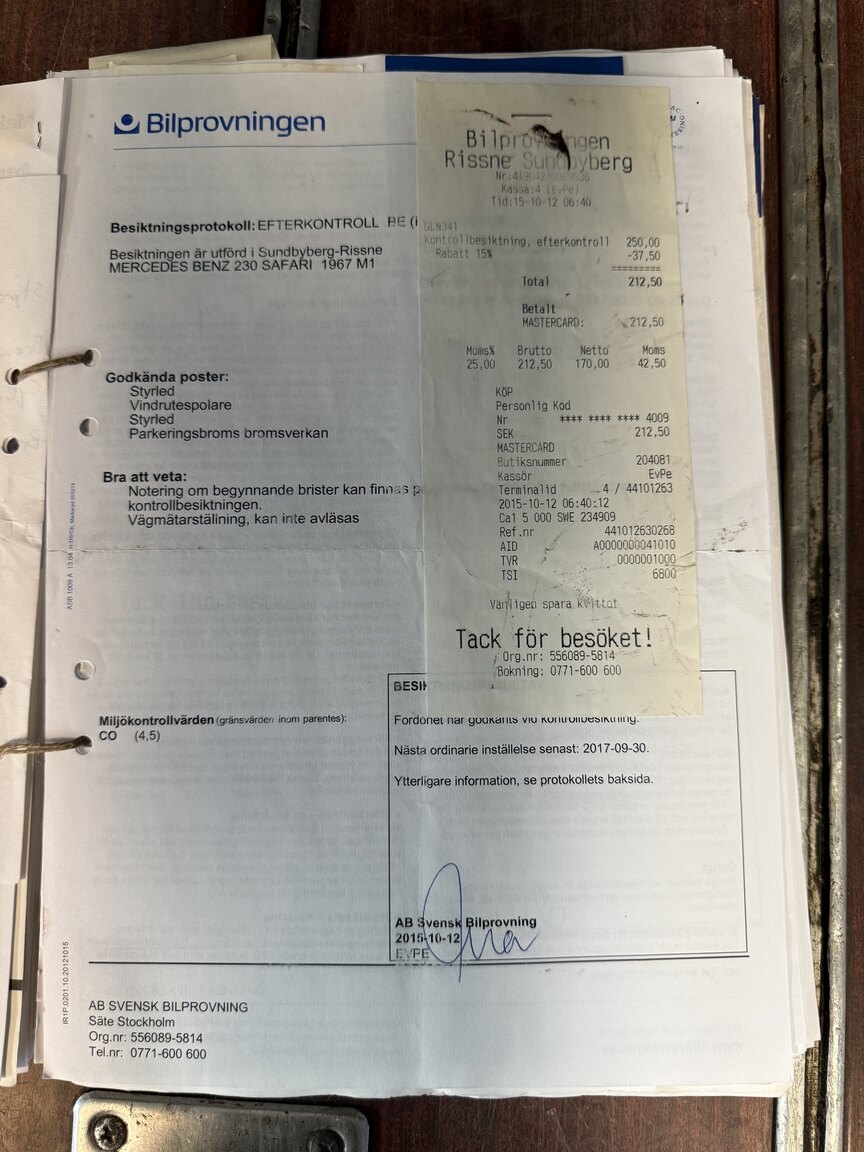 Bilprovningen
Besiktningsprotokoll: EFTERKONTROLL BE (i
Besiktningen är utförd i Sundbyberg-Rissne
MERCEDES BENZ 230 SAFARI 1967 M1
Godkända poster:
Styrled
Vindrutespolare
Styrled
Parkeringsbroms bromsverkan
Bra att veta:
Notering om begynnande brister kan finnas p
kontrollbesiktningen.
Vägmätarställning, kan inte avläsas
Miljökontrollvärden (gränsvärden inom parentes):
CO (4,5)
Bilprovningen
Rissne Sundbyberg
Kassa:4 (EvPe)
Tid:15-10-12 06:40
GLN341
Kontrollbesiktning, efterkontroll 250,00
Rabatt 15% -37,50
=========
Total 212,50
Betalt
MASTERCARD: 212,50
Moms% Brutto Netto Moms
25,00 212,50 170,00 42,50
KÖP
Personlig Kod
Nr **** **** **** 4009
SEK 212,50
MASTERCARD
Butiksnummer 204081
Kassör EvPe
Terminalid 4 / 44101263
2015-10-12 06:40:12
Ca1 5 000 SWE 234909
Ref.nr 441012630268
AID A0000000041010
TVR 0000001000
TSI 6800
Vänligen spara kvittot
Tack för besöket!
Org.nr: 556089-5814
Bokning: 0771-600 600
Fordonet har godkänts vid kontrollbesiktning.
Nästa ordinarie inställelse senast: 2017-09-30.
Ytterligare information, se protokollets baksida.
AB Svensk Bilprovning
2015-10-12
EVPE
AB SVENSK BILPROVNING
Säte Stockholm
Org.nr: 556089-5814
Tel.nr: 0771-600 600
IR1P.0201.10.20121015